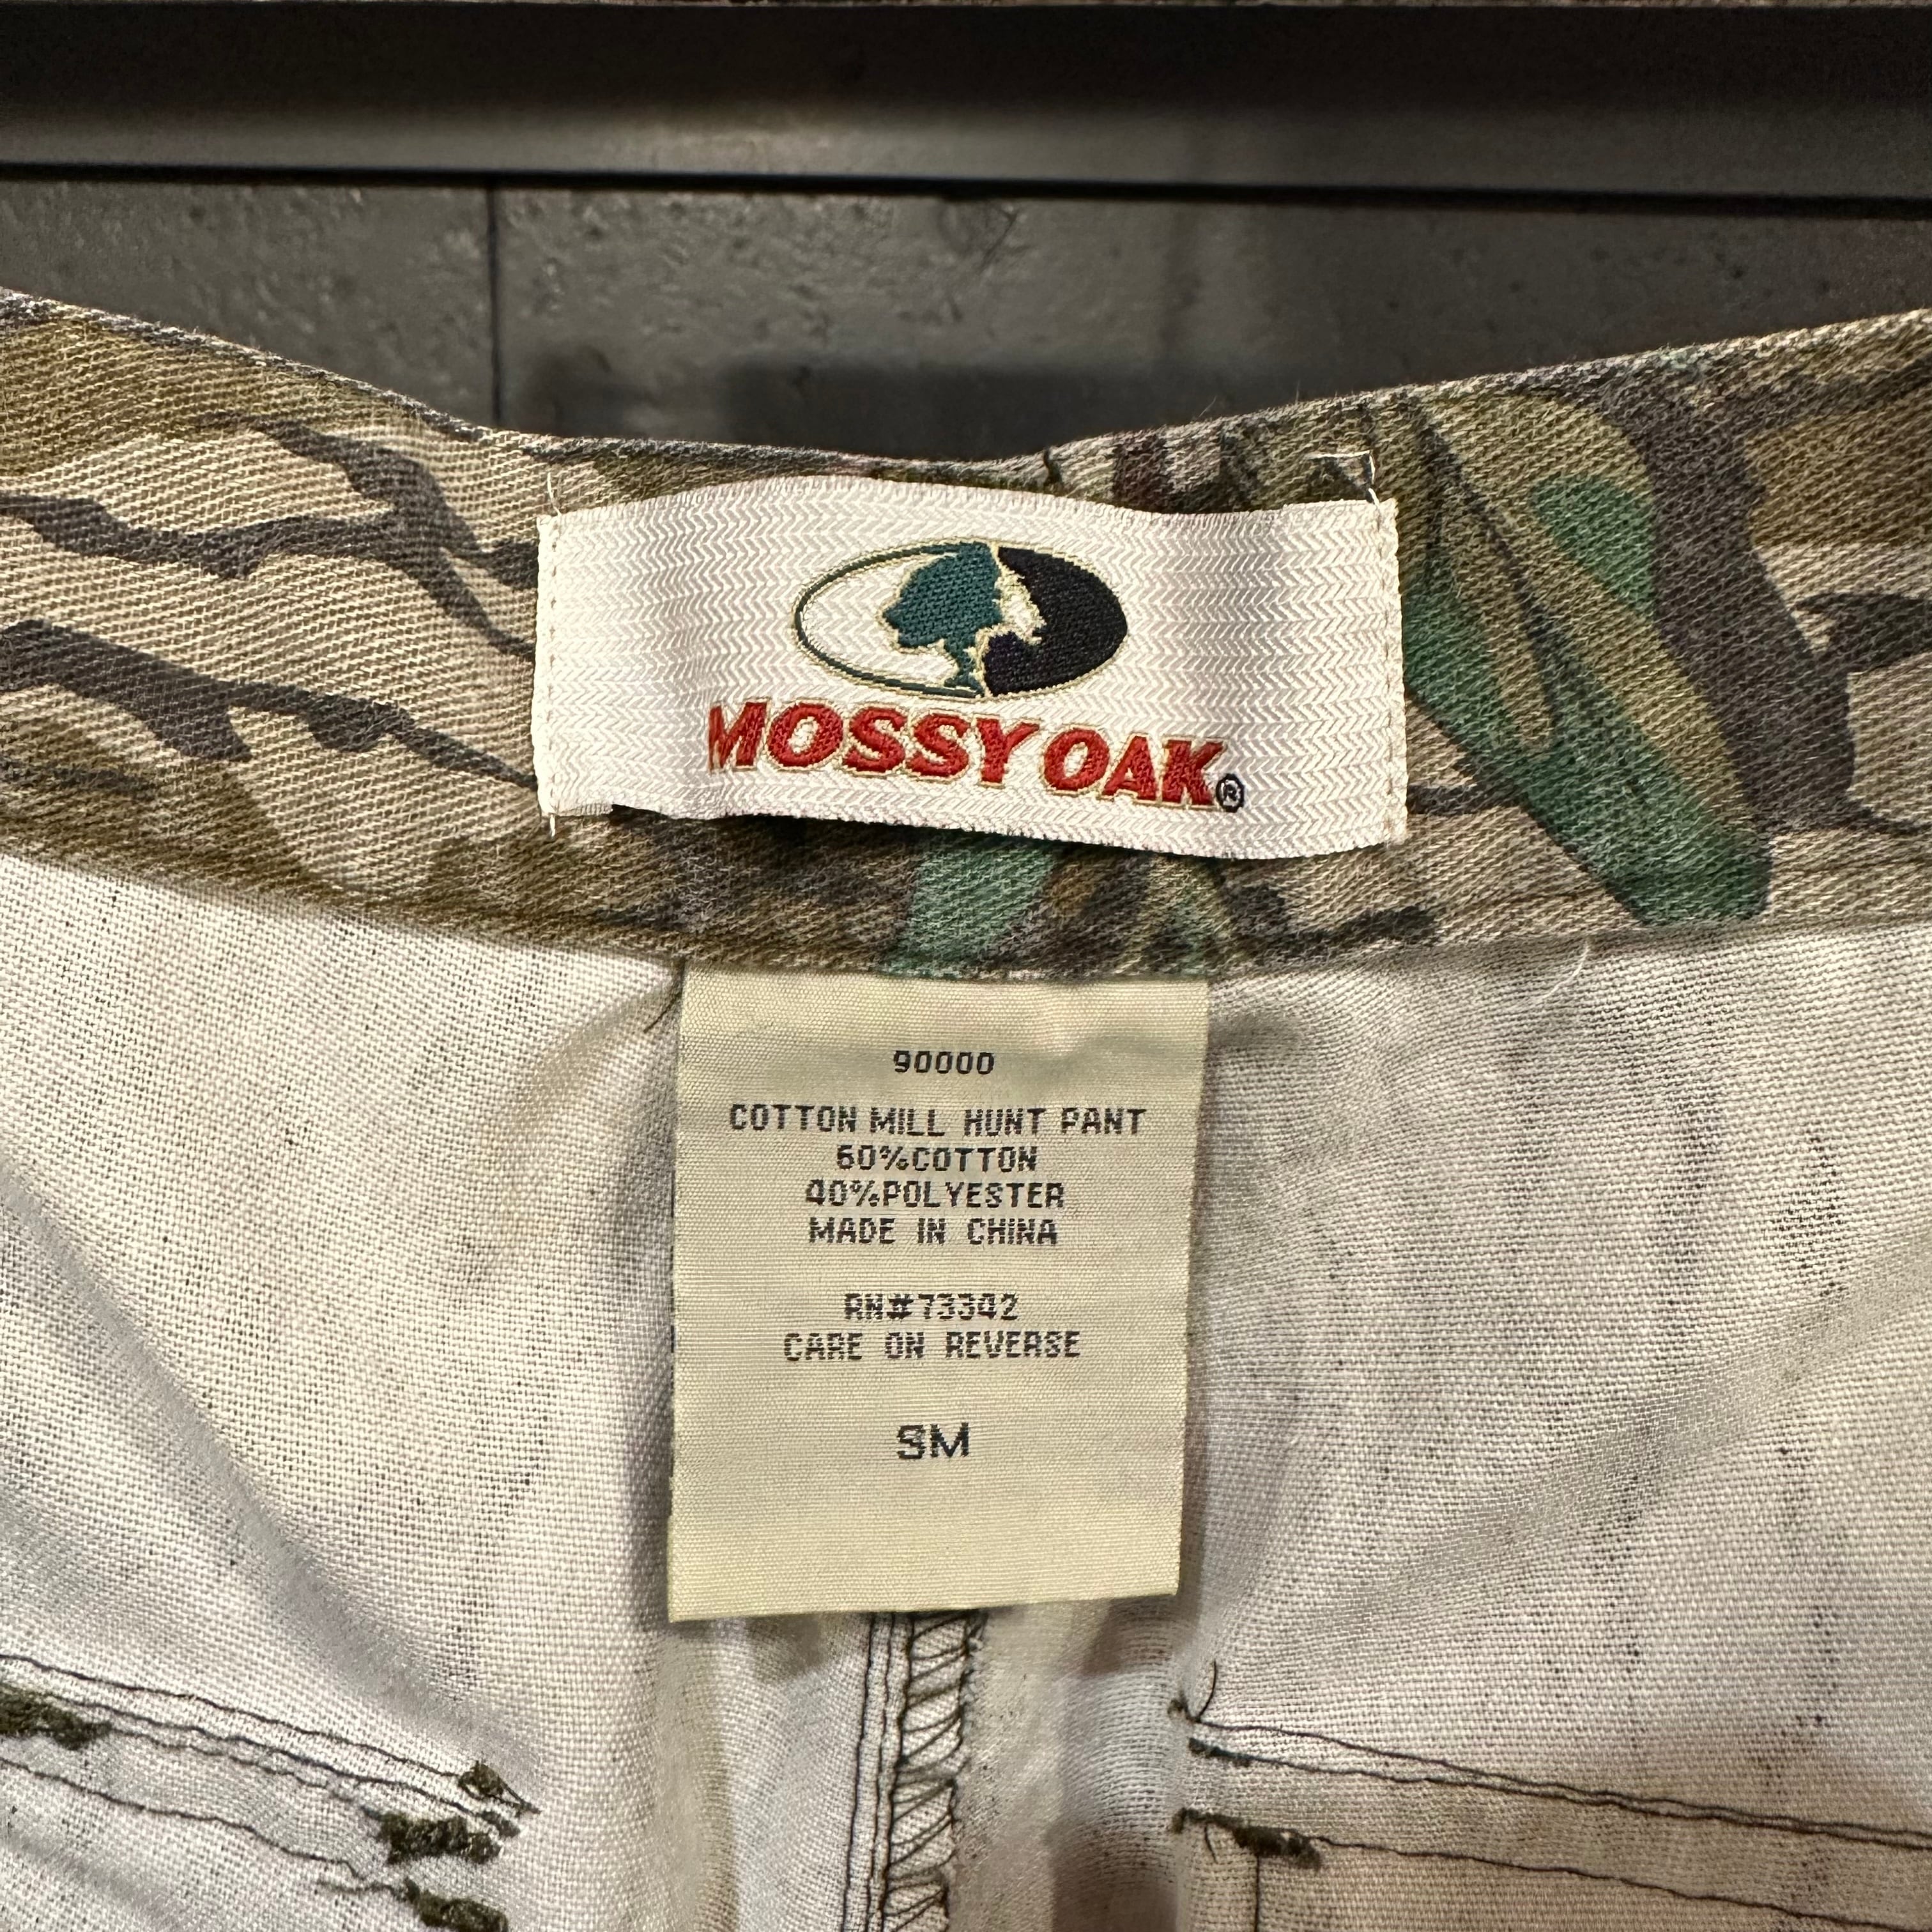 MOSSY OAK®
90000
COTTON MILL HUNT PANT
60%COTTON
40%POLYESTER
MADE IN CHINA
RN#73342
CARE ON REVERSE
SM